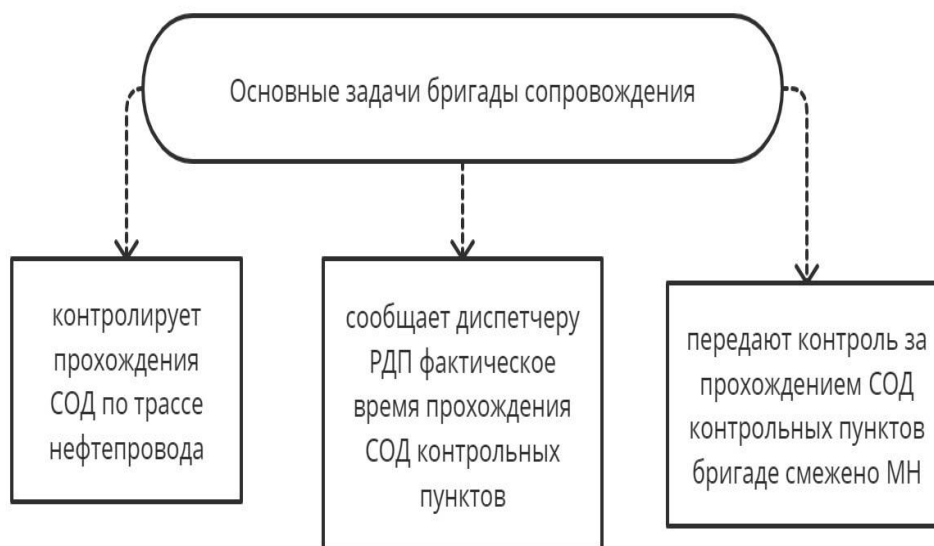 Основные задачи бригады сопровождения
контролирует
прохождения
СОД по трассе
нефтепровода
сообщает диспетчеру
РДП фактическое
время прохождения
СОД контрольных
пунктов
передают контроль за
прохождением СОД
контрольных пунктов
бригаде смежено МН